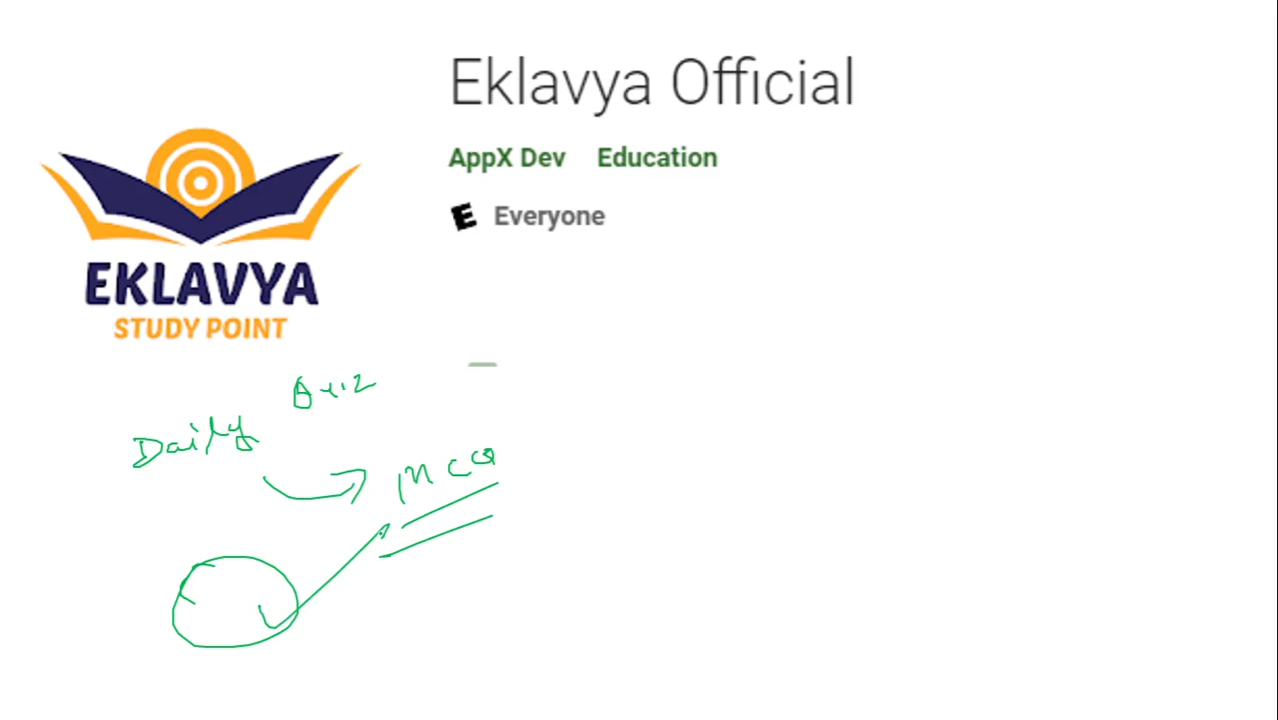 Eklavya Official
AppX Dev Education
E Everyone
EKLAVYA
STUDY POINT
Daily Quiz
MCQ